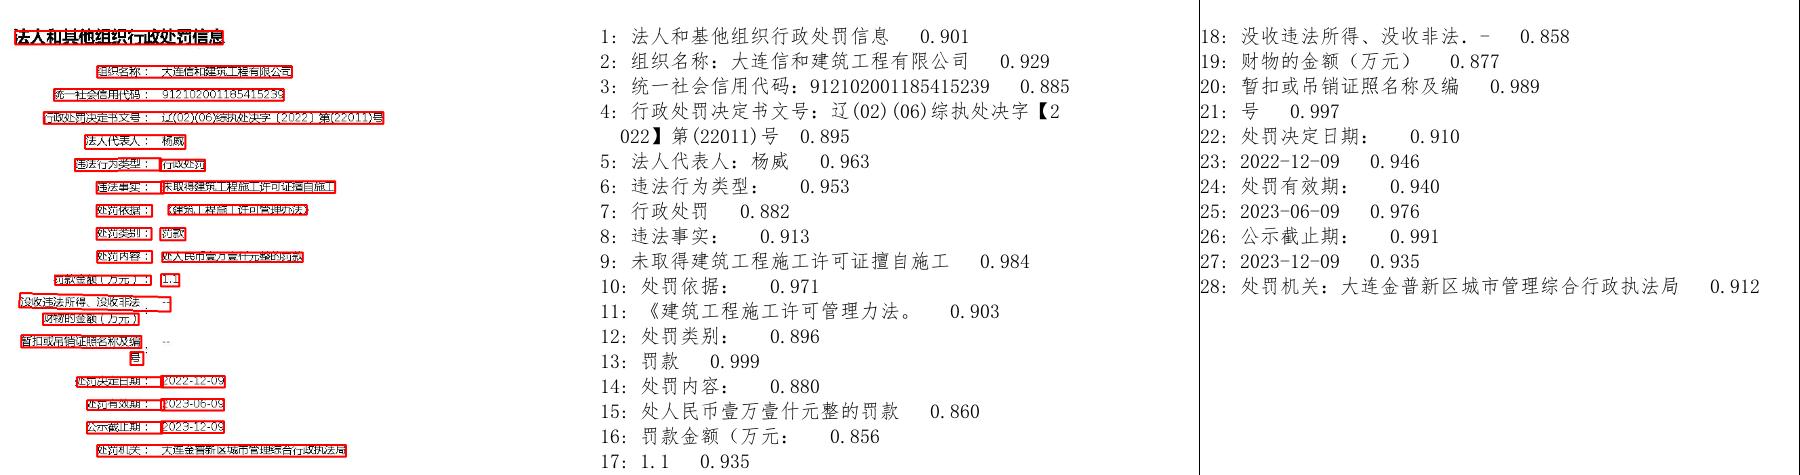 法人和其他组织行政处罚信息
组织名称： 大连信和建筑工程有限公司
统一社会信用代码： 912102001185415239
行政处罚决定书文号： 辽(02)(06)综执处决字〔2022〕第(22011)号
法人代表人： 杨威
违法行为类型： 行政处罚
违法事实： 未取得建筑工程施工许可证擅自施工
处罚依据： 《建筑工程施工许可管理办法》
处罚类别： 罚款
处罚内容： 处人民币壹万壹仟元整的罚款
罚款金额（万元）： 1.1
没收违法所得、没收非法 --
财物的金额（万元） ：
暂扣或吊销证照名称及编 --
号 ：
处罚决定日期： 2022-12-09
处罚有效期： 2023-06-09
公示截止期： 2023-12-09
处罚机关： 大连金普新区城市管理综合行政执法局
1: 法人和基他组织行政处罚信息 0.901
2: 组织名称: 大连信和建筑工程有限公司 0.929
3: 统一社会信用代码: 912102001185415239 0.885
4: 行政处罚决定书文号: 辽(02)(06)综执处决字【2
022】第(22011)号 0.895
5: 法人代表人: 杨威 0.963
6: 违法行为类型: 0.953
7: 行政处罚 0.882
8: 违法事实: 0.913
9: 未取得建筑工程施工许可证擅自施工 0.984
10: 处罚依据: 0.971
11: 《建筑工程施工许可管理力法。 0.903
12: 处罚类别: 0.896
13: 罚款 0.999
14: 处罚内容: 0.880
15: 处人民币壹万壹仟元整的罚款 0.860
16: 罚款金额（万元: 0.856
17: 1.1 0.935
18: 没收违法所得、没收非法. - 0.858
19: 财物的金额（万元） 0.877
20: 暂扣或吊销证照名称及编 0.989
21: 号 0.997
22: 处罚决定日期: 0.910
23: 2022-12-09 0.946
24: 处罚有效期: 0.940
25: 2023-06-09 0.976
26: 公示截止期: 0.991
27: 2023-12-09 0.935
28: 处罚机关: 大连金普新区城市管理综合行政执法局 0.912